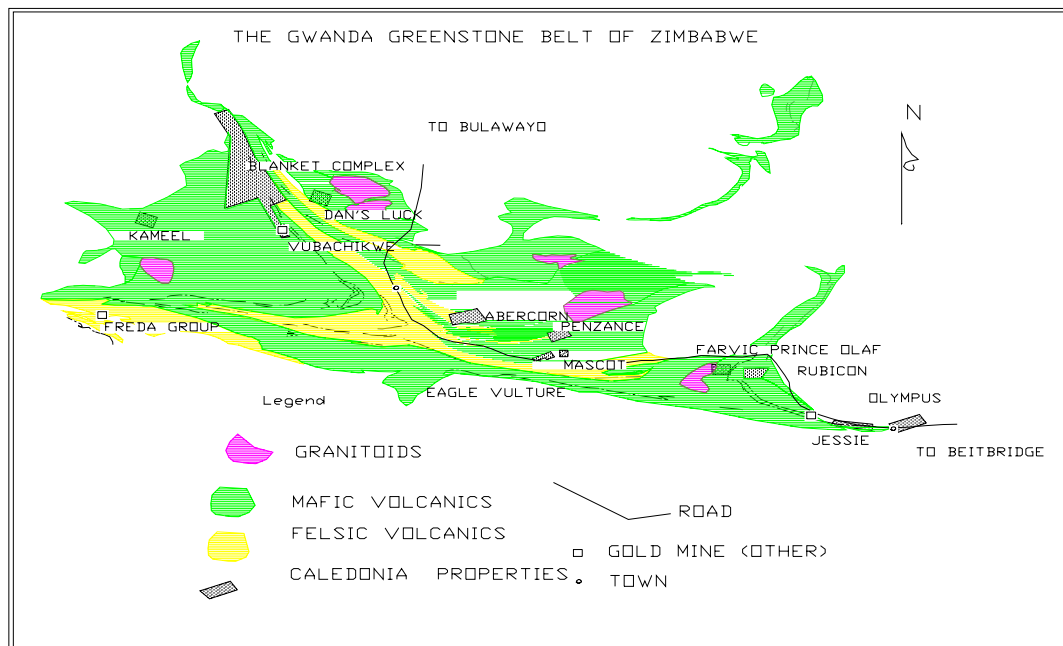 THE GWANDA GREENSTONE BELT OF ZIMBABWE
N
TO BULAWAYO
BLANKET COMPLEX
DAN'S LUCK
KAMEEL
VUBACHIKWE
ABERCORN
FREDA GROUP
PENZANCE
FARVIC PRINCE OLAF
MASCOT
RUBICON
EAGLE VULTURE
OLYMPUS
Legend
JESSIE
TO BEITBRIDGE
GRANITOIDS
MAFIC VOLCANICS
ROAD
FELSIC VOLCANICS
GOLD MINE (OTHER)
CALEDONIA PROPERTIES
TOWN